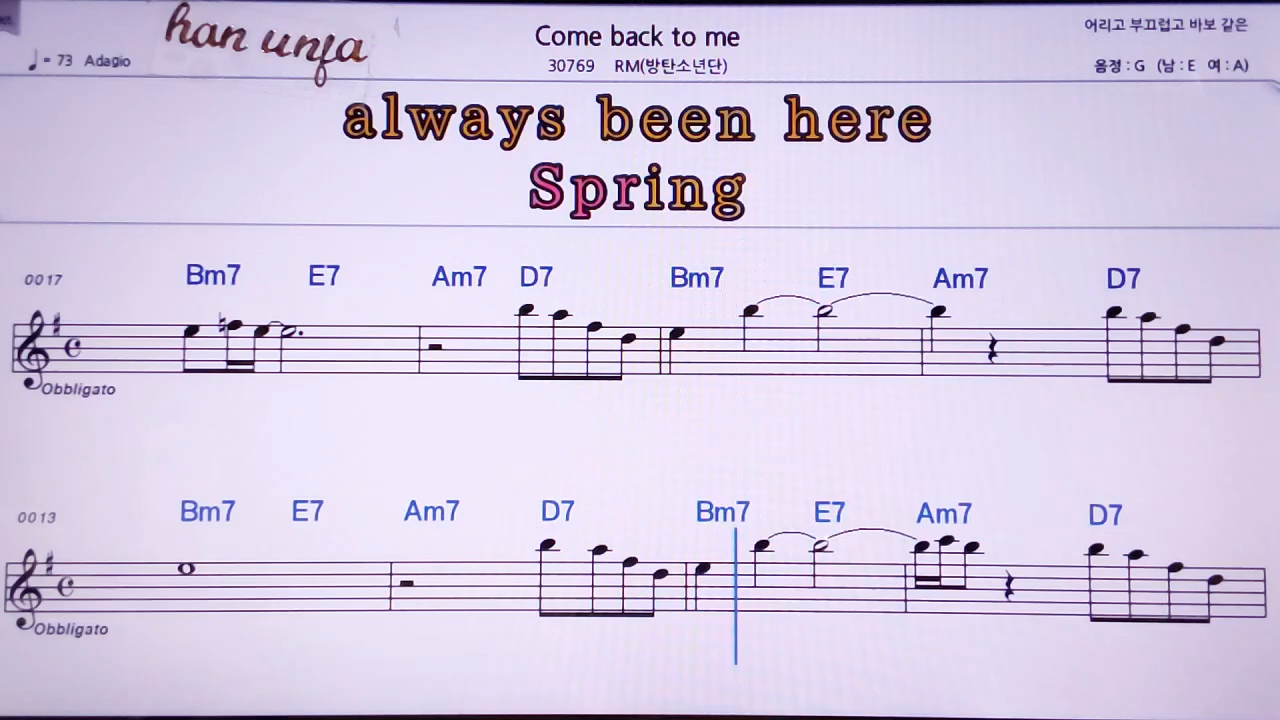 han unfa
Come back to me
어리고 부끄럽고 바보 같은
♩= 73 Adagio
30769 RM(방탄소년단)
음정 : G (남 : E 여 : A)
always been here
Spring
0017 Bm7 E7 Am7 D7 Bm7 E7 Am7 D7
Obbligato
0013 Bm7 E7 Am7 D7 Bm7 E7 Am7 D7
Obbligato